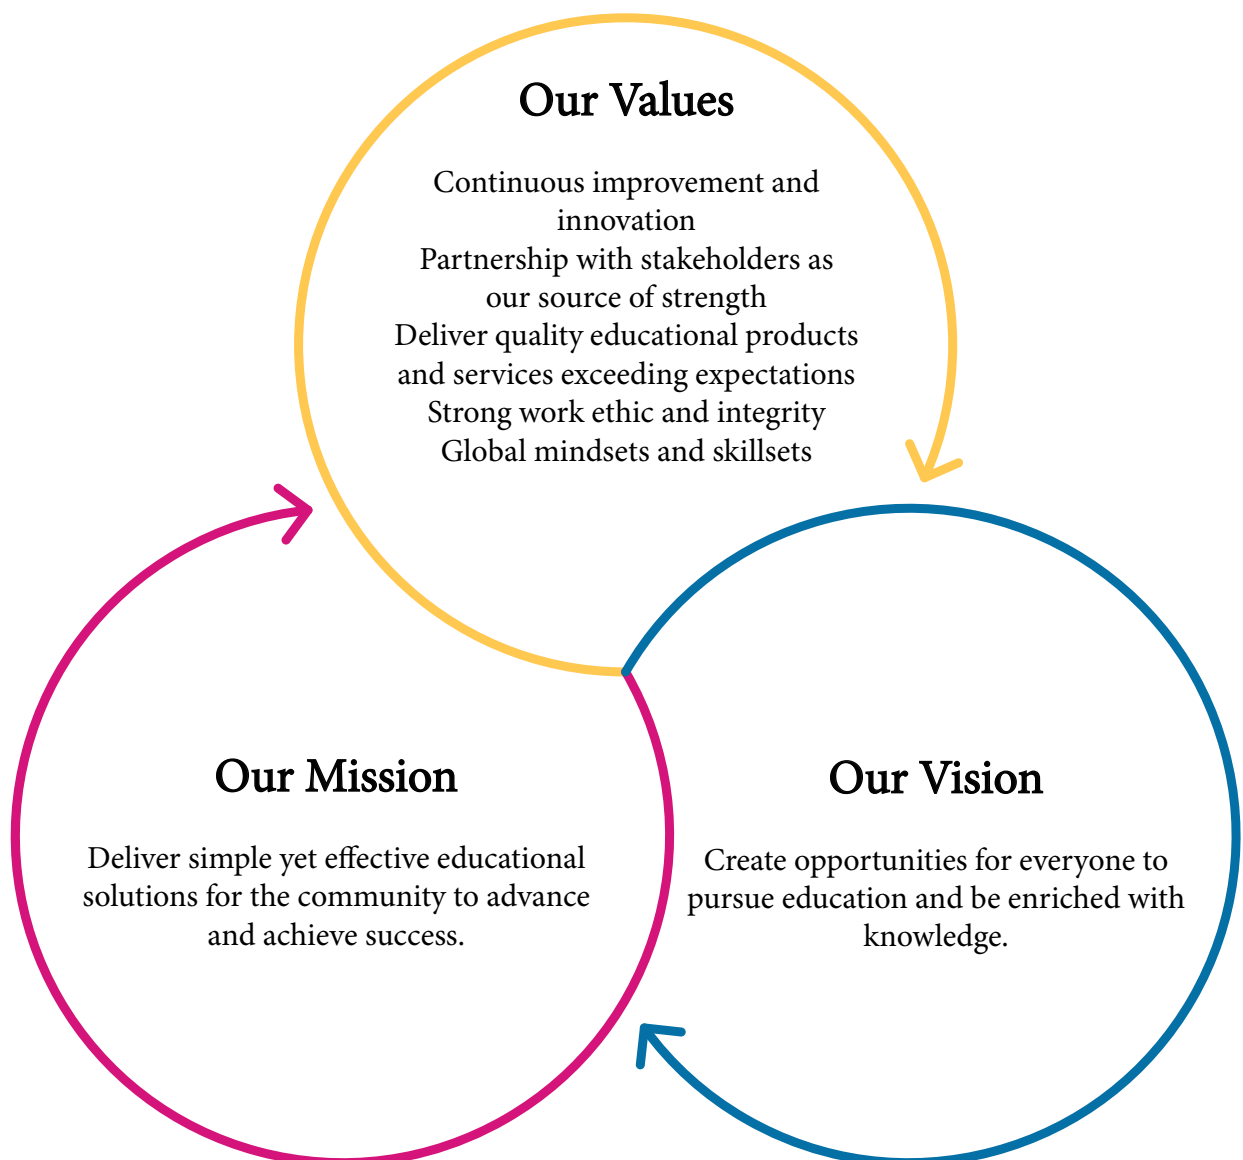 Our Values
Continuous improvement and
innovation
Partnership with stakeholders as
our source of strength
Deliver quality educational products
and services exceeding expectations
Strong work ethic and integrity
Global mindsets and skillsets
Our Mission
Deliver simple yet effective educational
solutions for the community to advance
and achieve success.
Our Vision
Create opportunities for everyone to
pursue education and be enriched with
knowledge.